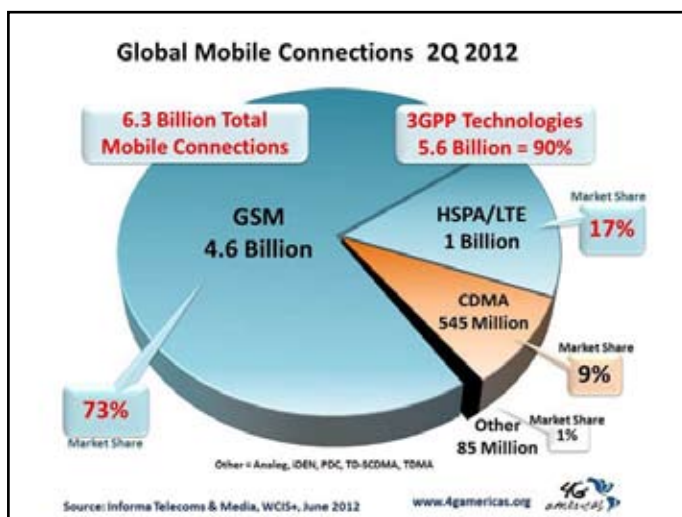 Global Mobile Connections 2Q 2012
6.3 Billion Total
Mobile Connections
3GPP Technologies
5.6 Billion = 90%
GSM
4.6 Billion
HSPA/LTE
1 Billion
Market Share
17%
CDMA
545 Million
Market Share
9%
73%
Market Share
Other
85 Million
Market Share
1%
Other = Analog, iDEN, PDC, TD-SCDMA, TDMA
Source: Informa Telecoms & Media, WCIS+, June 2012
www.4gamericas.org
4G
americas